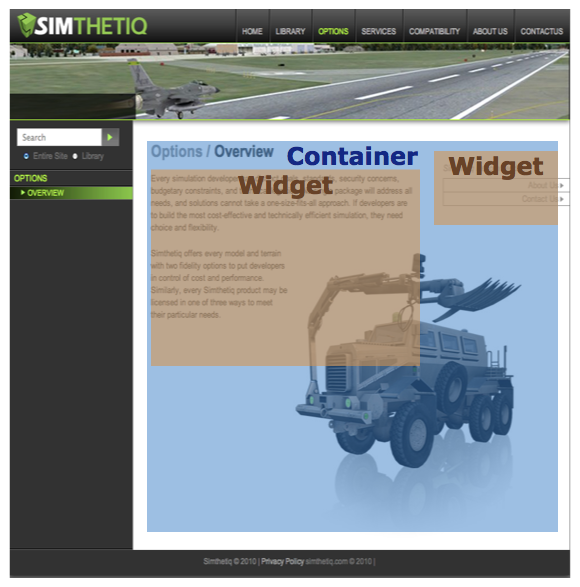 SIMTHETIQ
HOME LIBRARY OPTIONS SERVICES COMPATIBILITY ABOUT US CONTACTUS
Search
Entire Site Library
OPTIONS
OVERVIEW
Options / Overview
Container
Widget
Widget
Every simulation developer security concerns,
budgetary constraints, and package will address all
needs, and solutions cannot take a one-size-fits-all approach. If developers are
to build the most cost-effective and technically efficient simulation, they need
choice and flexibility.
Simthetiq offers every model and terrain
with two fidelity options to put developers
in control of cost and performance.
Similarly, every Simthetiq product may be
licensed in one of three ways to meet
their particular needs.
About Us
Contact Us
Simthetiq © 2010 | Privacy Policy simthetiq.com © 2010 |